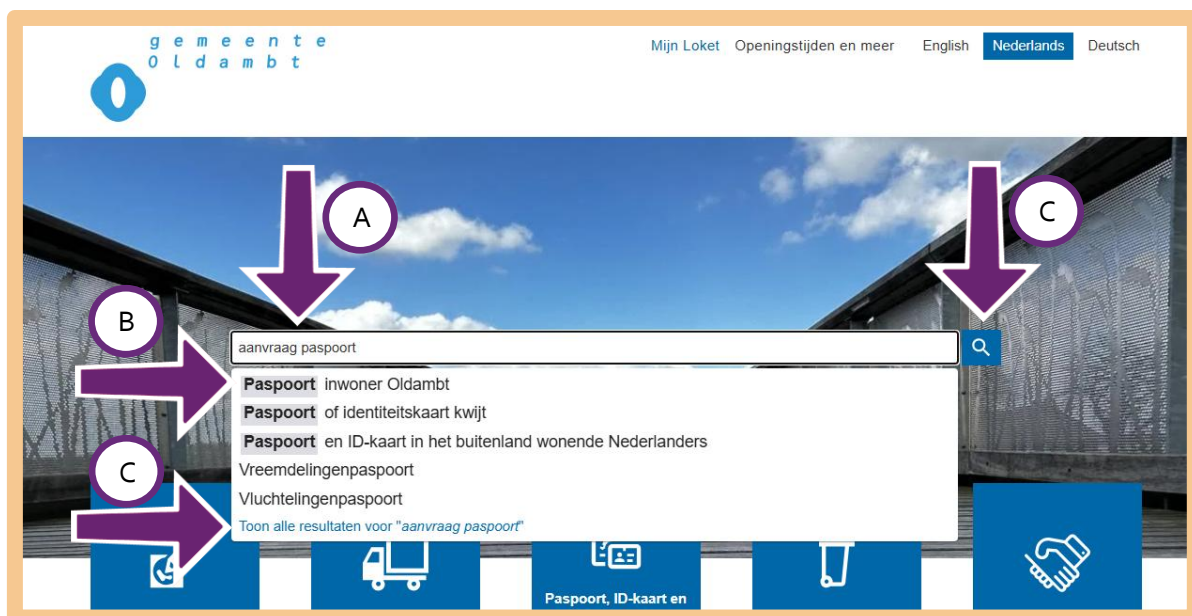 gemeente
Oldambt
Mijn Loket Openingstijden en meer English Nederlands Deutsch
A
C
B
aanvraag paspoort
Paspoort inwoner Oldambt
Paspoort of identiteitskaart kwijt
Paspoort en ID-kaart in het buitenland wonende Nederlanders
Vreemdelingenpaspoort
C
Vluchtelingenpaspoort
Toon alle resultaten voor "aanvraag paspoort"
Paspoort, ID-kaart en